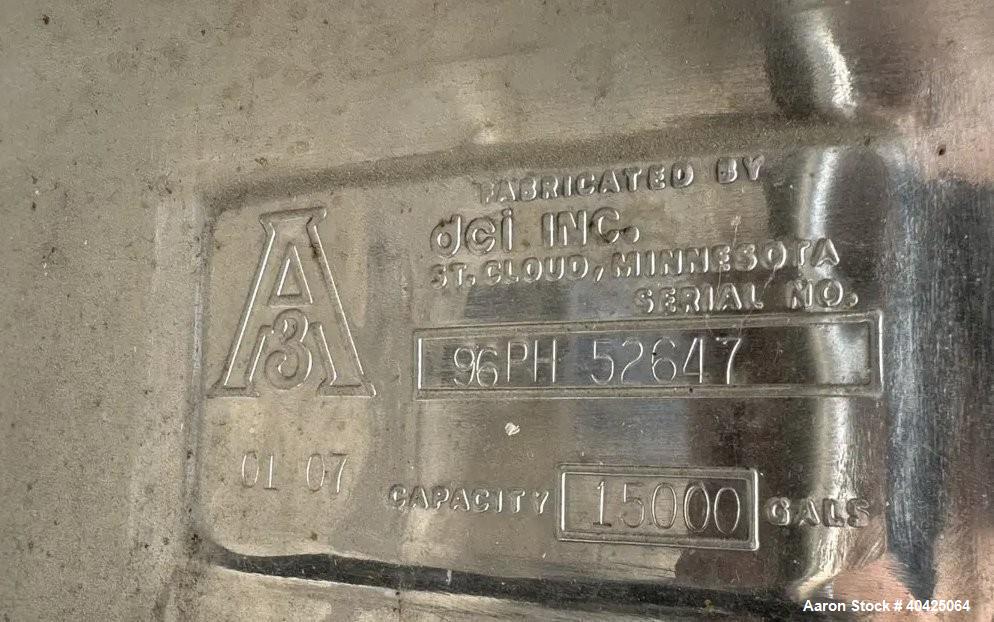 FABRICATED BY
dci INC.
ST. CLOUD, MINNESOTA
SERIAL NO.
A
3
96PH 52647
01 07
CAPACITY 15000 GALS
Aaron Stock # 40425064